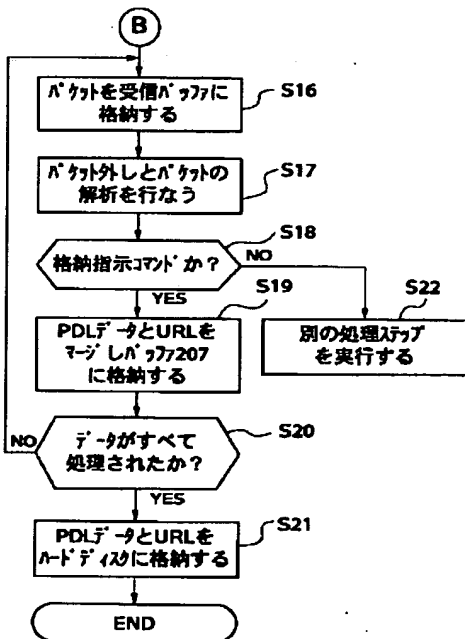 B
パケットを受信バッファに
格納する
S16
パケット外しとパケットの
解析を行なう
S17
格納指示コマンドか？
S18
NO
YES
PDLデータとURLを
マージしバッファ207
に格納する
S19
別の処理ステップ
を実行する
S22
データがすべて
処理されたか？
S20
NO
YES
PDLデータとURLを
ハードディスクに格納する
S21
END